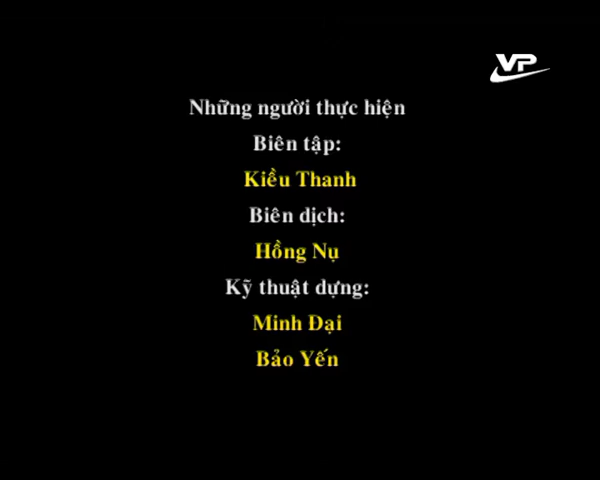 VP
Những người thực hiện
Biên tập:
Kiều Thanh
Biên dịch:
Hồng Nụ
Kỹ thuật dựng:
Minh Đại
Bảo Yến